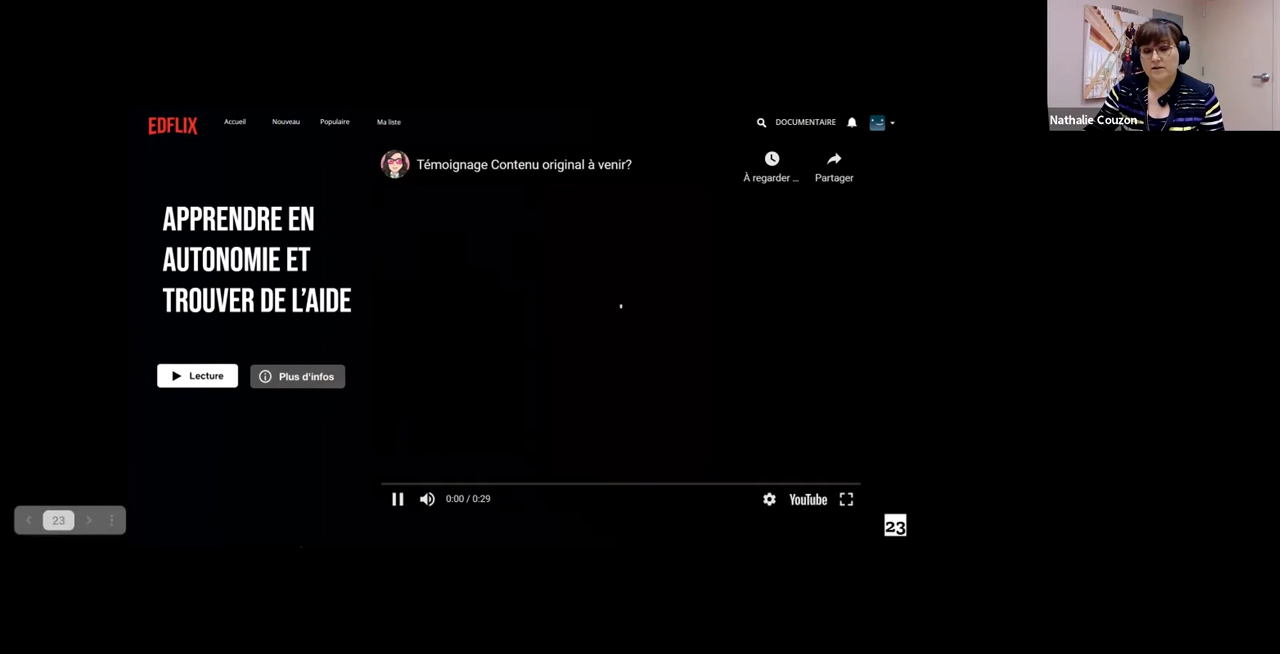 Nathalie Couzon
EDFLIX
Accueil
Nouveau
Populaire
Ma liste
DOCUMENTAIRE
Témoignage Contenu original à venir?
À regarder ...
Partager
APPRENDRE EN
AUTONOMIE ET
TROUVER DE L'AIDE
Lecture
Plus d'infos
0:00 / 0:29
YouTube
23
23